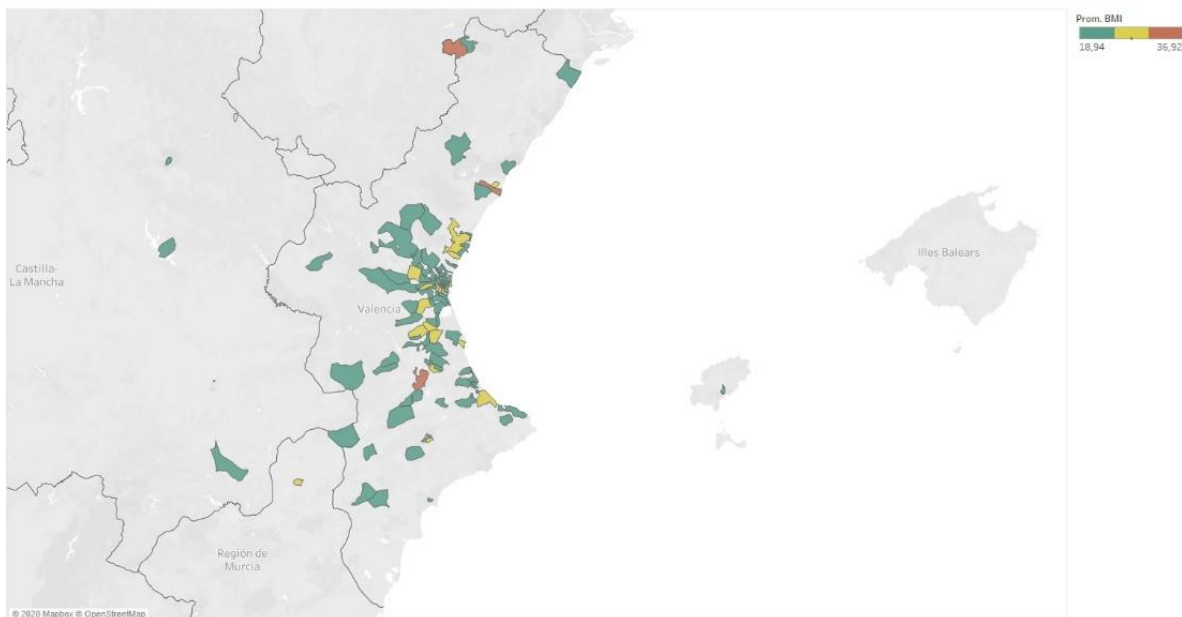 Prom. BMI
18,94 36,92
Illes Balears
Castilla-
La Mancha
Valencia
Región de
Murcia
© 2020 Mapbox © OpenStreetMap